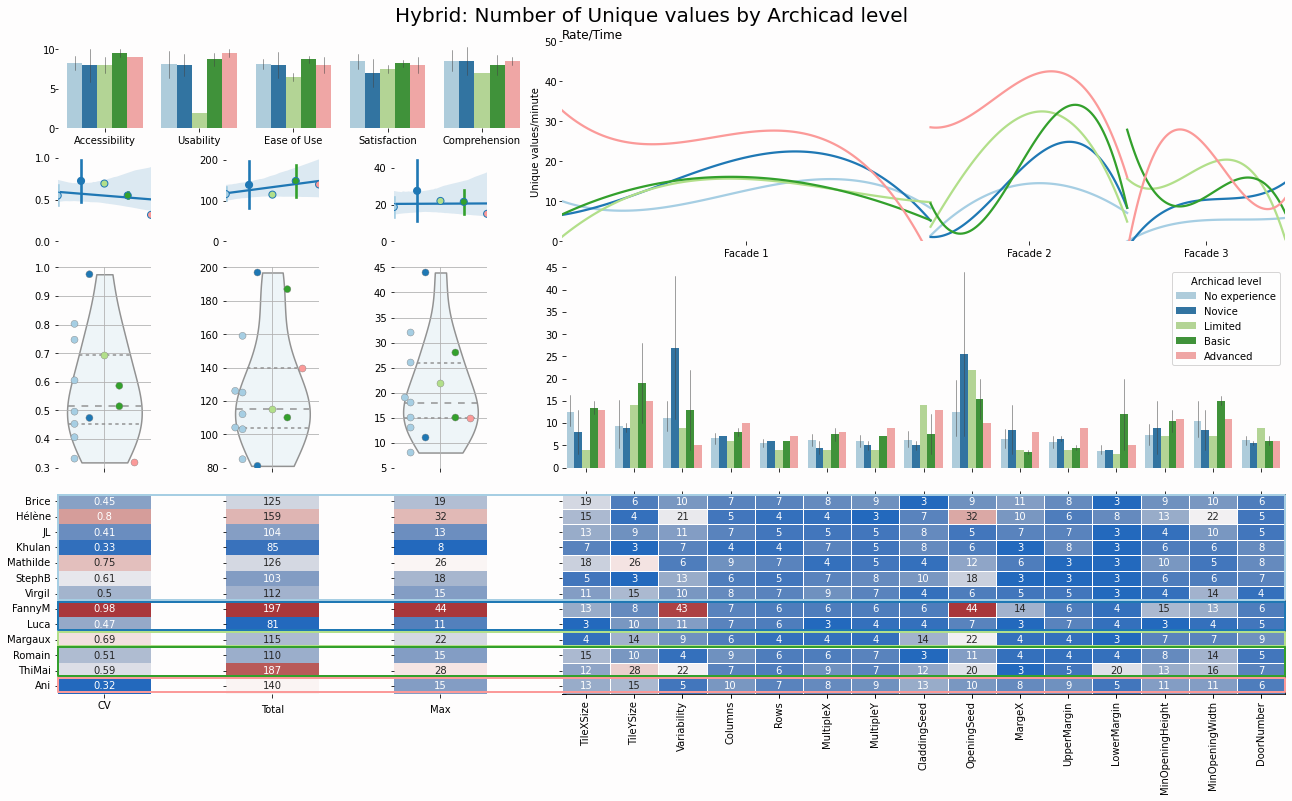 Hybrid: Number of Unique values by Archicad level
10
5
0
Accessibility Usability Ease of Use Satisfaction Comprehension
Rate/Time
Unique values/minute
50
40
30
20
10
0
Facade 1 Facade 2 Facade 3
1.0
0.5
0.0
200
100
0
40
20
0
1.0
0.9
0.8
0.7
0.6
0.5
0.4
0.3
200
180
160
140
120
100
80
45
40
35
30
25
20
15
10
5
45
40
35
30
25
20
15
10
5
0
Archicad level
No experience
Novice
Limited
Basic
Advanced
Brice 0.45 125 19 19 6 10 7 7 8 9 3 9 11 8 3 9 10 6
Hélène 0.8 159 32 15 4 21 5 4 4 3 7 32 10 6 8 13 22 5
JL 0.41 104 13 13 9 11 7 5 5 5 8 5 7 7 3 4 10 5
Khulan 0.33 85 8 7 3 7 4 4 7 5 8 6 3 8 3 6 6 8
Mathilde 0.75 126 26 18 26 6 9 7 4 5 4 12 6 3 3 10 5 8
StephB 0.61 103 18 5 3 13 6 5 7 8 10 18 3 3 3 6 6 7
Virgil 0.5 112 15 11 15 10 8 7 9 7 4 6 5 5 3 4 14 4
FannyM 0.98 197 44 13 8 43 7 6 6 6 6 44 14 6 4 15 13 6
Luca 0.47 81 11 3 10 11 7 6 3 4 4 7 3 7 4 3 4 5
Margaux 0.69 115 22 4 14 9 6 4 4 4 14 22 4 4 3 7 7 9
Romain 0.51 110 15 15 10 4 9 6 6 7 3 11 4 4 4 8 14 5
ThiMai 0.59 187 28 12 28 22 7 6 9 7 12 20 3 5 20 13 16 7
Ani 0.32 140 15 13 15 5 10 7 8 9 13 10 8 9 5 11 11 6
CV Total Max TileXSize TileYSize Variability Columns Rows MultipleX MultipleY CladdingSeed OpeningSeed MargeX UpperMargin LowerMargin MinOpeningHeight MinOpeningWidth DoorNumber